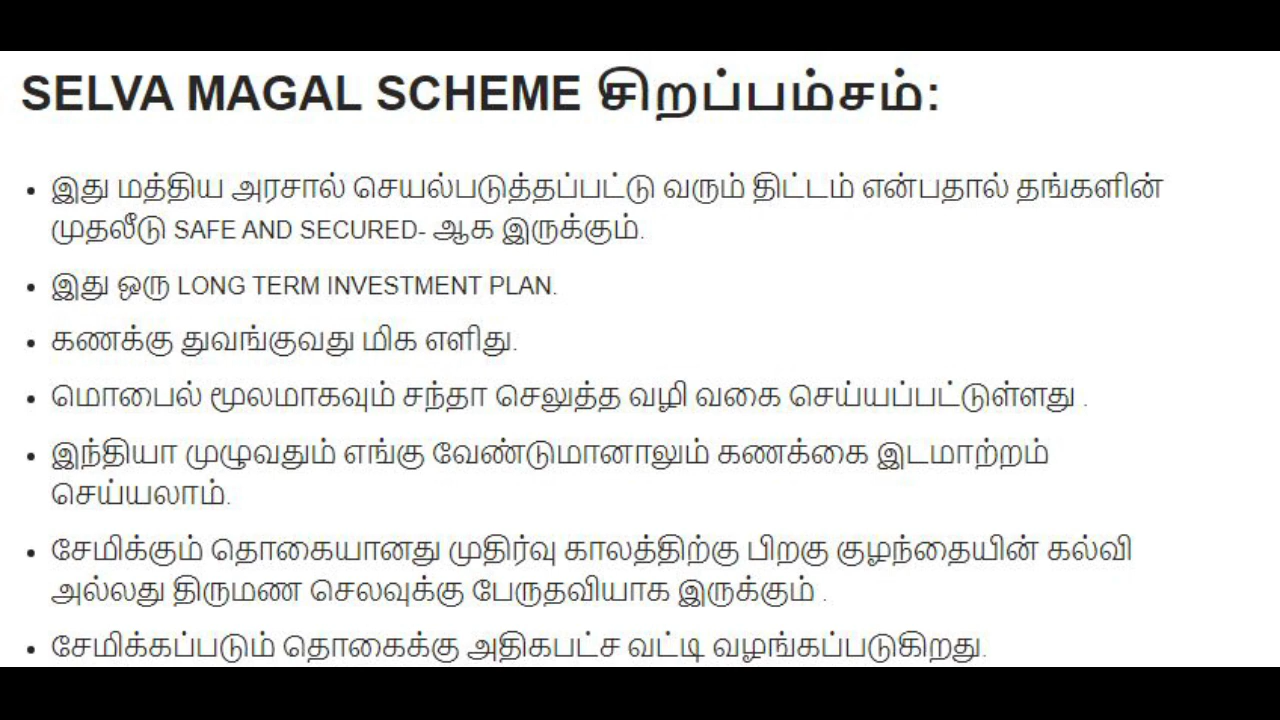 SELVA MAGAL SCHEME சிறப்பம்சம்:
• இது மத்திய அரசால் செயல்படுத்தப்பட்டு வரும் திட்டம் என்பதால் தங்களின்
முதலீடு SAFE AND SECURED- ஆக இருக்கும்.
• இது ஒரு LONG TERM INVESTMENT PLAN.
• கணக்கு துவங்குவது மிக எளிது.
• மொபைல் மூலமாகவும் சந்தா செலுத்த வழி வகை செய்யப்பட்டுள்ளது .
• இந்தியா முழுவதும் எங்கு வேண்டுமானாலும் கணக்கை இடமாற்றம்
செய்யலாம்.
• சேமிக்கும் தொகையானது முதிர்வு காலத்திற்கு பிறகு குழந்தையின் கல்வி
அல்லது திருமண செலவுக்கு பேருதவியாக இருக்கும் .
• சேமிக்கப்படும் தொகைக்கு அதிகபட்ச வட்டி வழங்கப்படுகிறது.